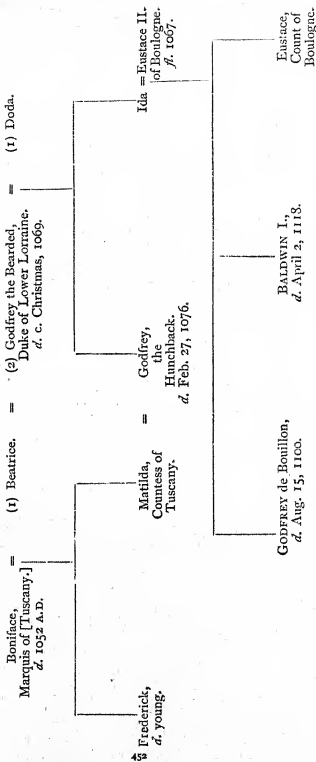 Boniface, Marquis of [Tuscany.] d. 1052 A.D.
=
(1) Beatrice.
=
(2) Godfrey the Bearded,
Duke of Lower Lorraine.
d. c. Christmas, 1069.
=
(1) Doda.
Frederick,
d. young.
Matilda,
Countess of
Tuscany.
=
Godfrey,
the
Hunchback.
d. Feb. 27, 1076.
Ida = Eustace II.
of Boulogne.
fl. 1067.
GODFREY de Bouillon,
d. Aug. 15, 1100.
BALDWIN I.,
d. April 2, 1118.
Eustace,
Count of
Boulogne.
452